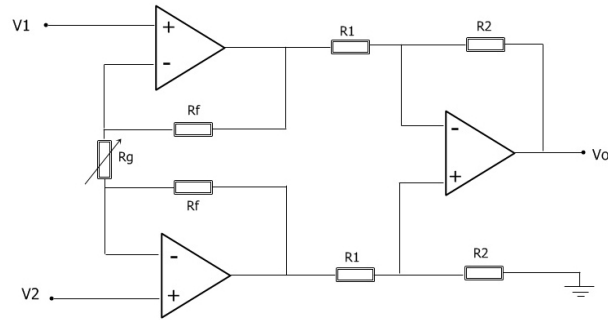 V1
+
-
R1
R2
Rf
Rg
-
+
Vo
Rf
-
+
V2
R1
R2